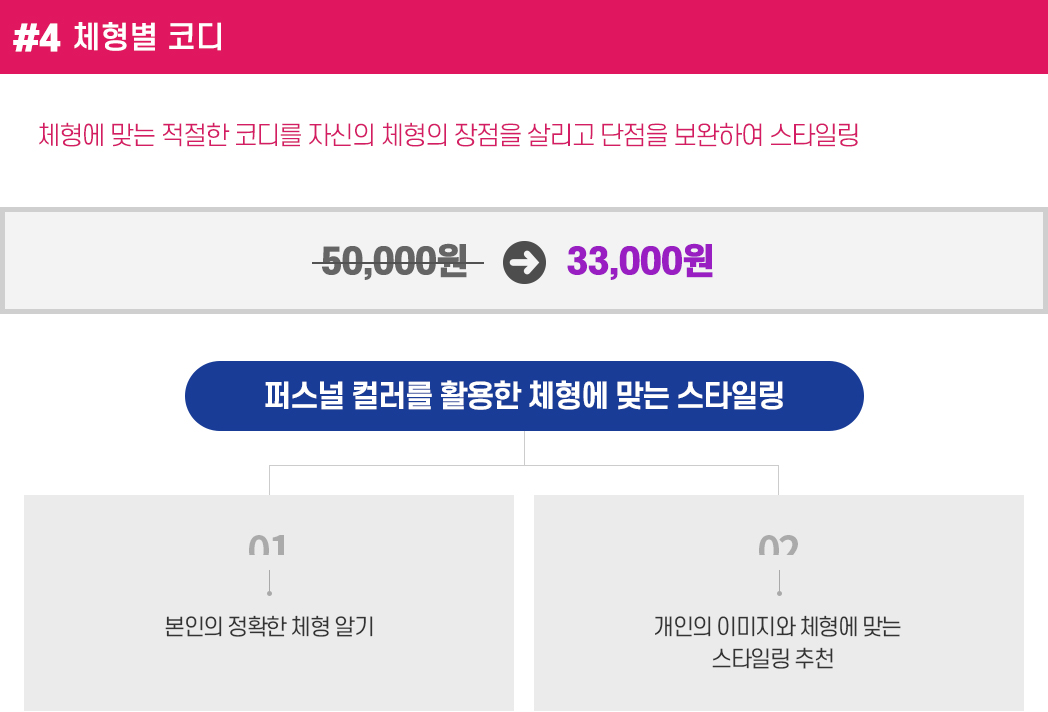 #4 체형별 코디
체형에 맞는 적절한 코디를 자신의 체형의 장점을 살리고 단점을 보완하여 스타일링
50,000원 33,000원
퍼스널 컬러를 활용한 체형에 맞는 스타일링
01 02
본인의 정확한 체형 알기
개인의 이미지와 체형에 맞는
스타일링 추천